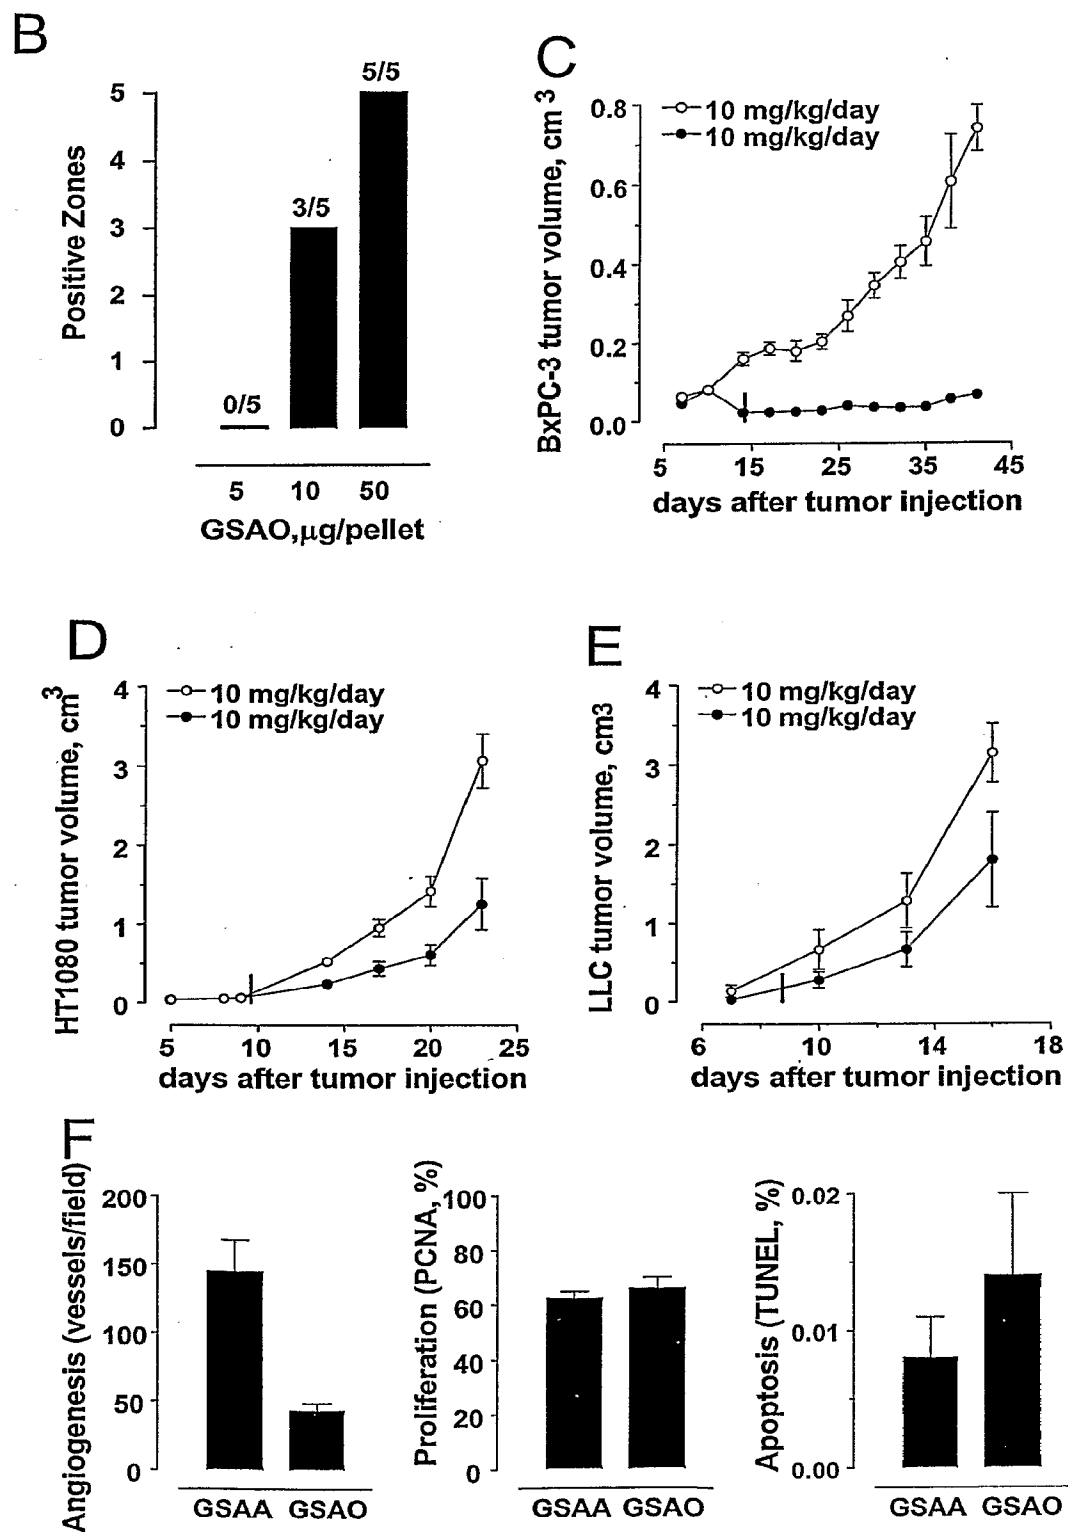 B
Positive Zones
5
4
3
2
1
0
0/5
3/5
5/5
5 10 50
GSAO,μg/pellet
C
BxPC-3 tumor volume, cm 3
0.8
0.6
0.4
0.2
0.0
10 mg/kg/day
10 mg/kg/day
5 15 25 35 45
days after tumor injection
D
HT1080 tumor volume, cm3
4
3
2
1
0
10 mg/kg/day
10 mg/kg/day
5 10 15 20 25
days after tumor injection
E
LLC tumor volume, cm3
4
3
2
1
0
10 mg/kg/day
10 mg/kg/day
6 10 14 18
days after tumor injection
F
Angiogenesis (vessels/field)
200
150
100
50
0
GSAA GSAO
Proliferation (PCNA, %)
100
80
60
40
20
0
GSAA GSAO
Apoptosis (TUNEL, %)
0.02
0.01
0.00
GSAA GSAO